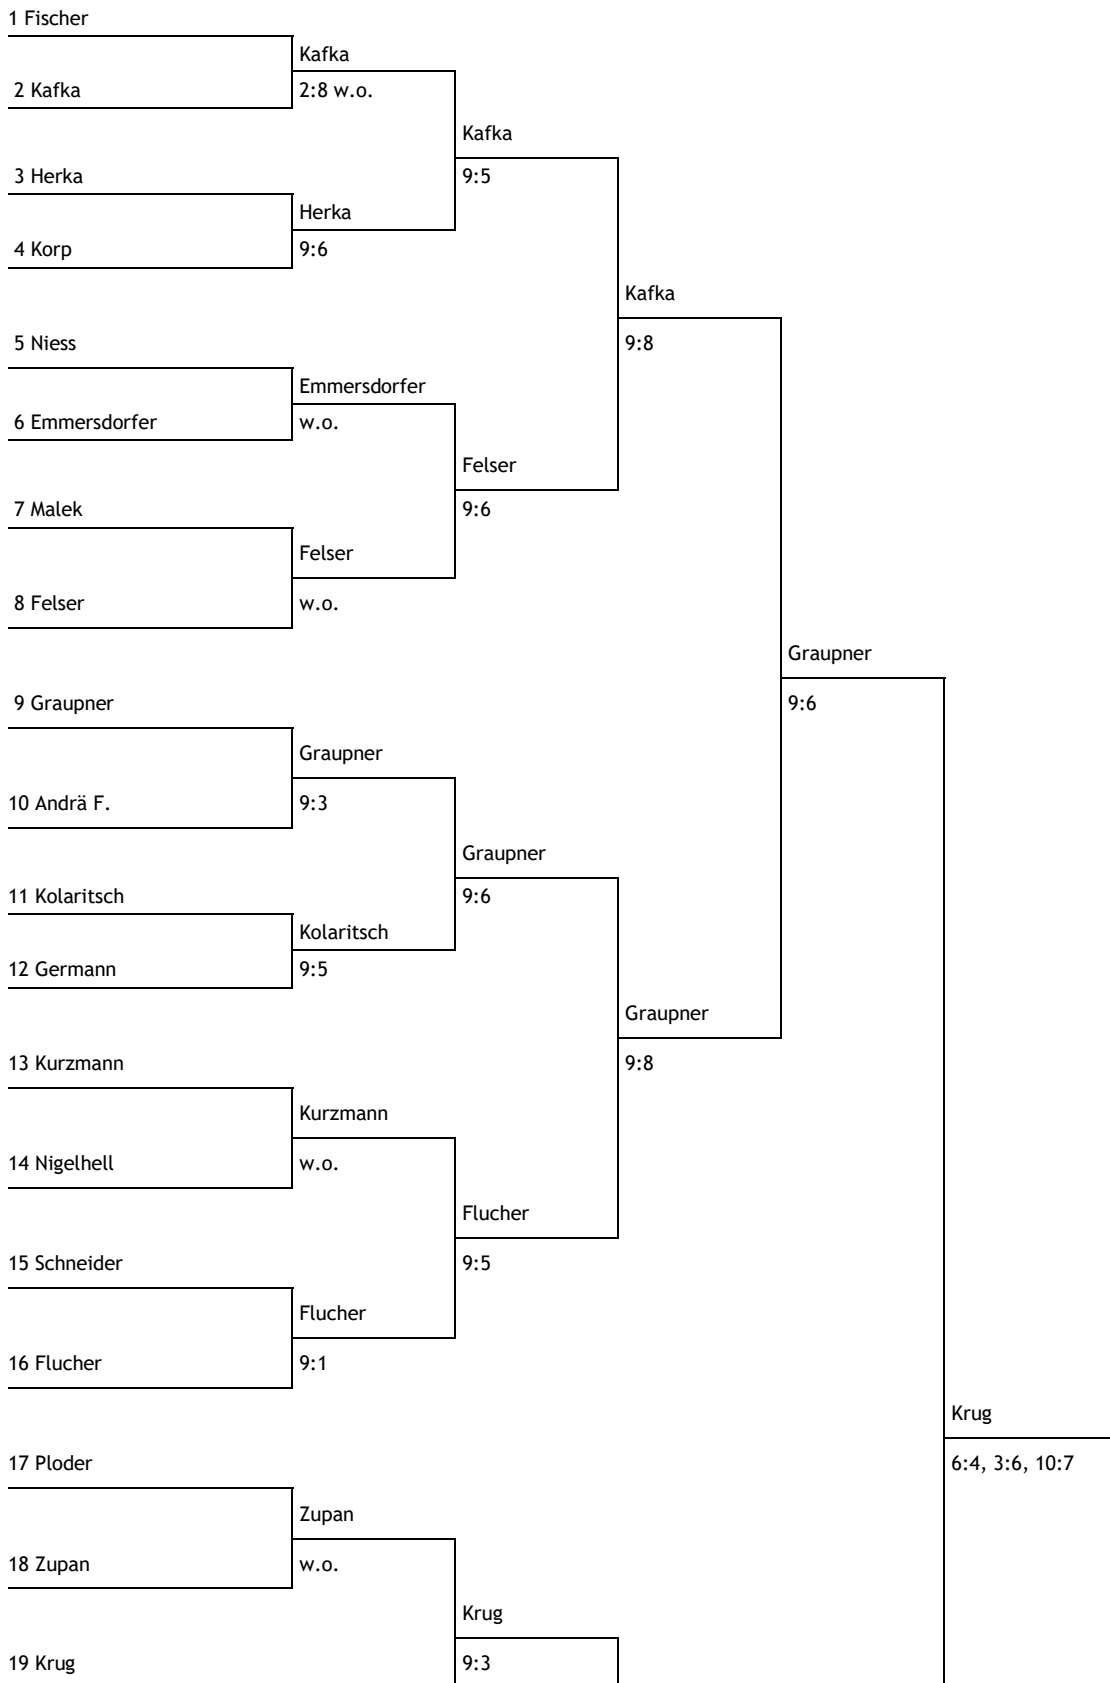 1 Fischer
Kafka
2 Kafka
2:8 w.o.
Kafka
3 Herka
9:5
Herka
4 Korp
9:6
Kafka
5 Niess
9:8
Emmersdorfer
6 Emmersdorfer
w.o.
Felser
7 Malek
9:6
Felser
8 Felser
w.o.
Graupner
9 Graupner
9:6
Graupner
10 Andrä F.
9:3
Graupner
11 Kolaritsch
9:6
Kolaritsch
12 Germann
9:5
Graupner
13 Kurzmann
9:8
Kurzmann
14 Nigelhell
w.o.
Flucher
15 Schneider
9:5
Flucher
16 Flucher
9:1
Krug
17 Ploder
6:4, 3:6, 10:7
Zupan
18 Zupan
w.o.
Krug
19 Krug
9:3